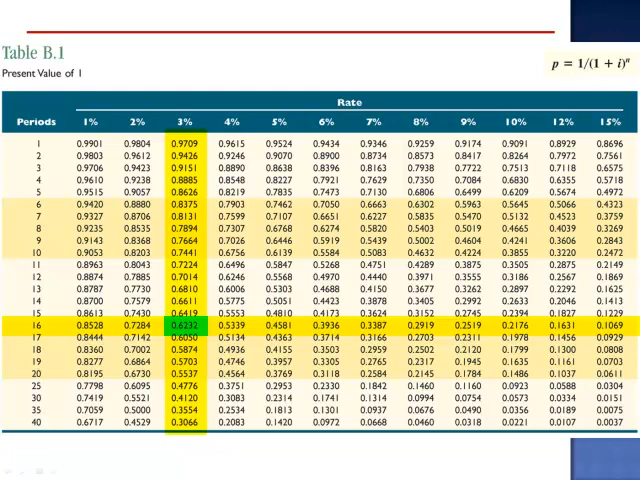 Table B.1
Present Value of 1
p = 1/(1 + i)ⁿ
Rate
Periods 1% 2% 3% 4% 5% 6% 7% 8% 9% 10% 12% 15%
1 0.9901 0.9804 0.9709 0.9615 0.9524 0.9434 0.9346 0.9259 0.9174 0.9091 0.8929 0.8696
2 0.9803 0.9612 0.9426 0.9246 0.9070 0.8900 0.8734 0.8573 0.8417 0.8264 0.7972 0.7561
3 0.9706 0.9423 0.9151 0.8890 0.8638 0.8396 0.8163 0.7938 0.7722 0.7513 0.7118 0.6575
4 0.9610 0.9238 0.8885 0.8548 0.8227 0.7921 0.7629 0.7350 0.7084 0.6830 0.6355 0.5718
5 0.9515 0.9057 0.8626 0.8219 0.7835 0.7473 0.7130 0.6806 0.6499 0.6209 0.5674 0.4972
6 0.9420 0.8880 0.8375 0.7903 0.7462 0.7050 0.6663 0.6302 0.5963 0.5645 0.5066 0.4323
7 0.9327 0.8706 0.8131 0.7599 0.7107 0.6651 0.6227 0.5835 0.5470 0.5132 0.4523 0.3759
8 0.9235 0.8535 0.7894 0.7307 0.6768 0.6274 0.5820 0.5403 0.5019 0.4665 0.4039 0.3269
9 0.9143 0.8368 0.7664 0.7026 0.6446 0.5919 0.5439 0.5002 0.4604 0.4241 0.3606 0.2843
10 0.9053 0.8203 0.7441 0.6756 0.6139 0.5584 0.5083 0.4632 0.4224 0.3855 0.3220 0.2472
11 0.8963 0.8043 0.7224 0.6496 0.5847 0.5268 0.4751 0.4289 0.3875 0.3505 0.2875 0.2149
12 0.8874 0.7885 0.7014 0.6246 0.5568 0.4970 0.4440 0.3971 0.3555 0.3186 0.2567 0.1869
13 0.8787 0.7730 0.6810 0.6006 0.5303 0.4688 0.4150 0.3677 0.3262 0.2897 0.2292 0.1625
14 0.8700 0.7579 0.6611 0.5775 0.5051 0.4423 0.3878 0.3405 0.2992 0.2633 0.2046 0.1413
15 0.8613 0.7430 0.6419 0.5553 0.4810 0.4173 0.3624 0.3152 0.2745 0.2394 0.1827 0.1229
16 0.8528 0.7284 0.6232 0.5339 0.4581 0.3936 0.3387 0.2919 0.2519 0.2176 0.1631 0.1069
17 0.8444 0.7142 0.6050 0.5134 0.4363 0.3714 0.3166 0.2703 0.2311 0.1978 0.1456 0.0929
18 0.8360 0.7002 0.5874 0.4936 0.4155 0.3503 0.2959 0.2502 0.2120 0.1799 0.1300 0.0808
19 0.8277 0.6864 0.5703 0.4746 0.3957 0.3305 0.2765 0.2317 0.1945 0.1635 0.1161 0.0703
20 0.8195 0.6730 0.5537 0.4564 0.3769 0.3118 0.2584 0.2145 0.1784 0.1486 0.1037 0.0611
25 0.7798 0.6095 0.4776 0.3751 0.2953 0.2330 0.1842 0.1460 0.1160 0.0923 0.0588 0.0304
30 0.7419 0.5521 0.4120 0.3083 0.2314 0.1741 0.1314 0.0994 0.0754 0.0573 0.0334 0.0151
35 0.7059 0.5000 0.3554 0.2534 0.1813 0.1301 0.0937 0.0676 0.0490 0.0356 0.0189 0.0075
40 0.6717 0.4529 0.3066 0.2083 0.1420 0.0972 0.0668 0.0460 0.0318 0.0221 0.0107 0.0037